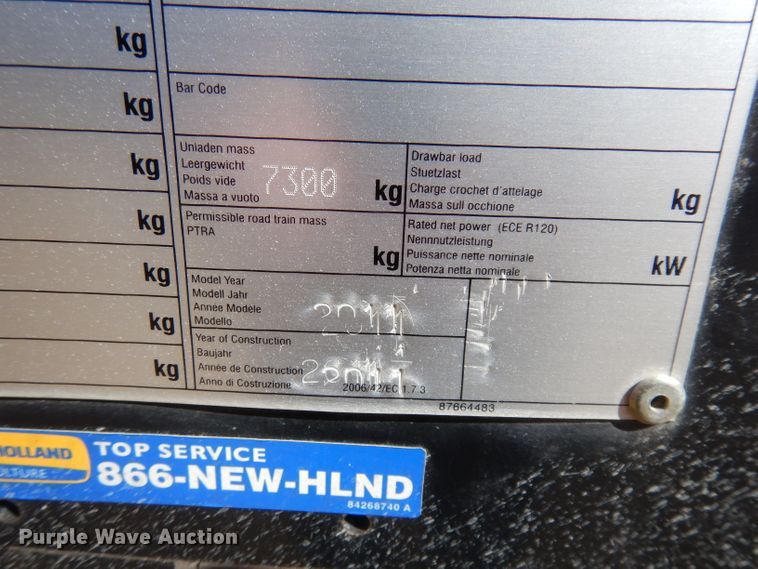 kg
kg
kg
kg
kg
kg
kg
Bar Code
Uniaden mass
Leergewicht
Poids vide
Massa a vuoto
7300 kg
Drawbar load
Stuetzlast
Charge crochet d'attelage
Massa sull occhione
kg
Permissible road train mass
PTRA
kg
Rated net power (ECE R120)
Nennnutzleistung
Puissance nette nominale
Potenza netta nominale
kW
Model Year
Modell Jahr
Année Modèle
Modello
Year of Construction
Baujahr
Année de Construction
Anno di Costruzione
2006/42/EC 1.7.3
87664483
HOLLAND
TOP SERVICE
866-NEW-HLND
84268740 A
Purple Wave Auction